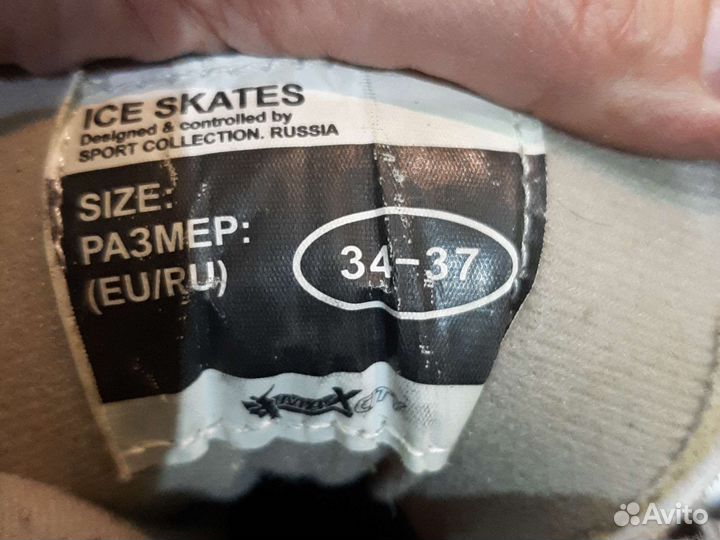 ICE SKATES
Designed & controlled by
SPORT COLLECTION. RUSSIA
SIZE:
РАЗМЕР:
(EU/RU)
34-37
Avito